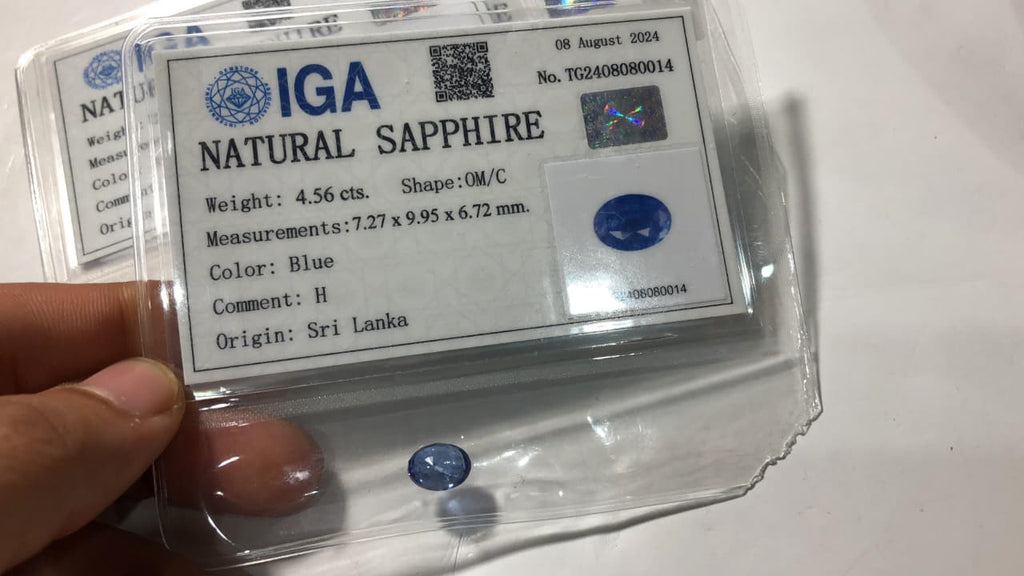 IGA
08 August 2024
No. TG2408080014
NATURAL SAPPHIRE
Weight: 4.56 cts. Shape:OM/C
Measurements:7.27 x 9.95 x 6.72 mm.
Color: Blue
Comment: H
Origin: Sri Lanka
08080014
IGA